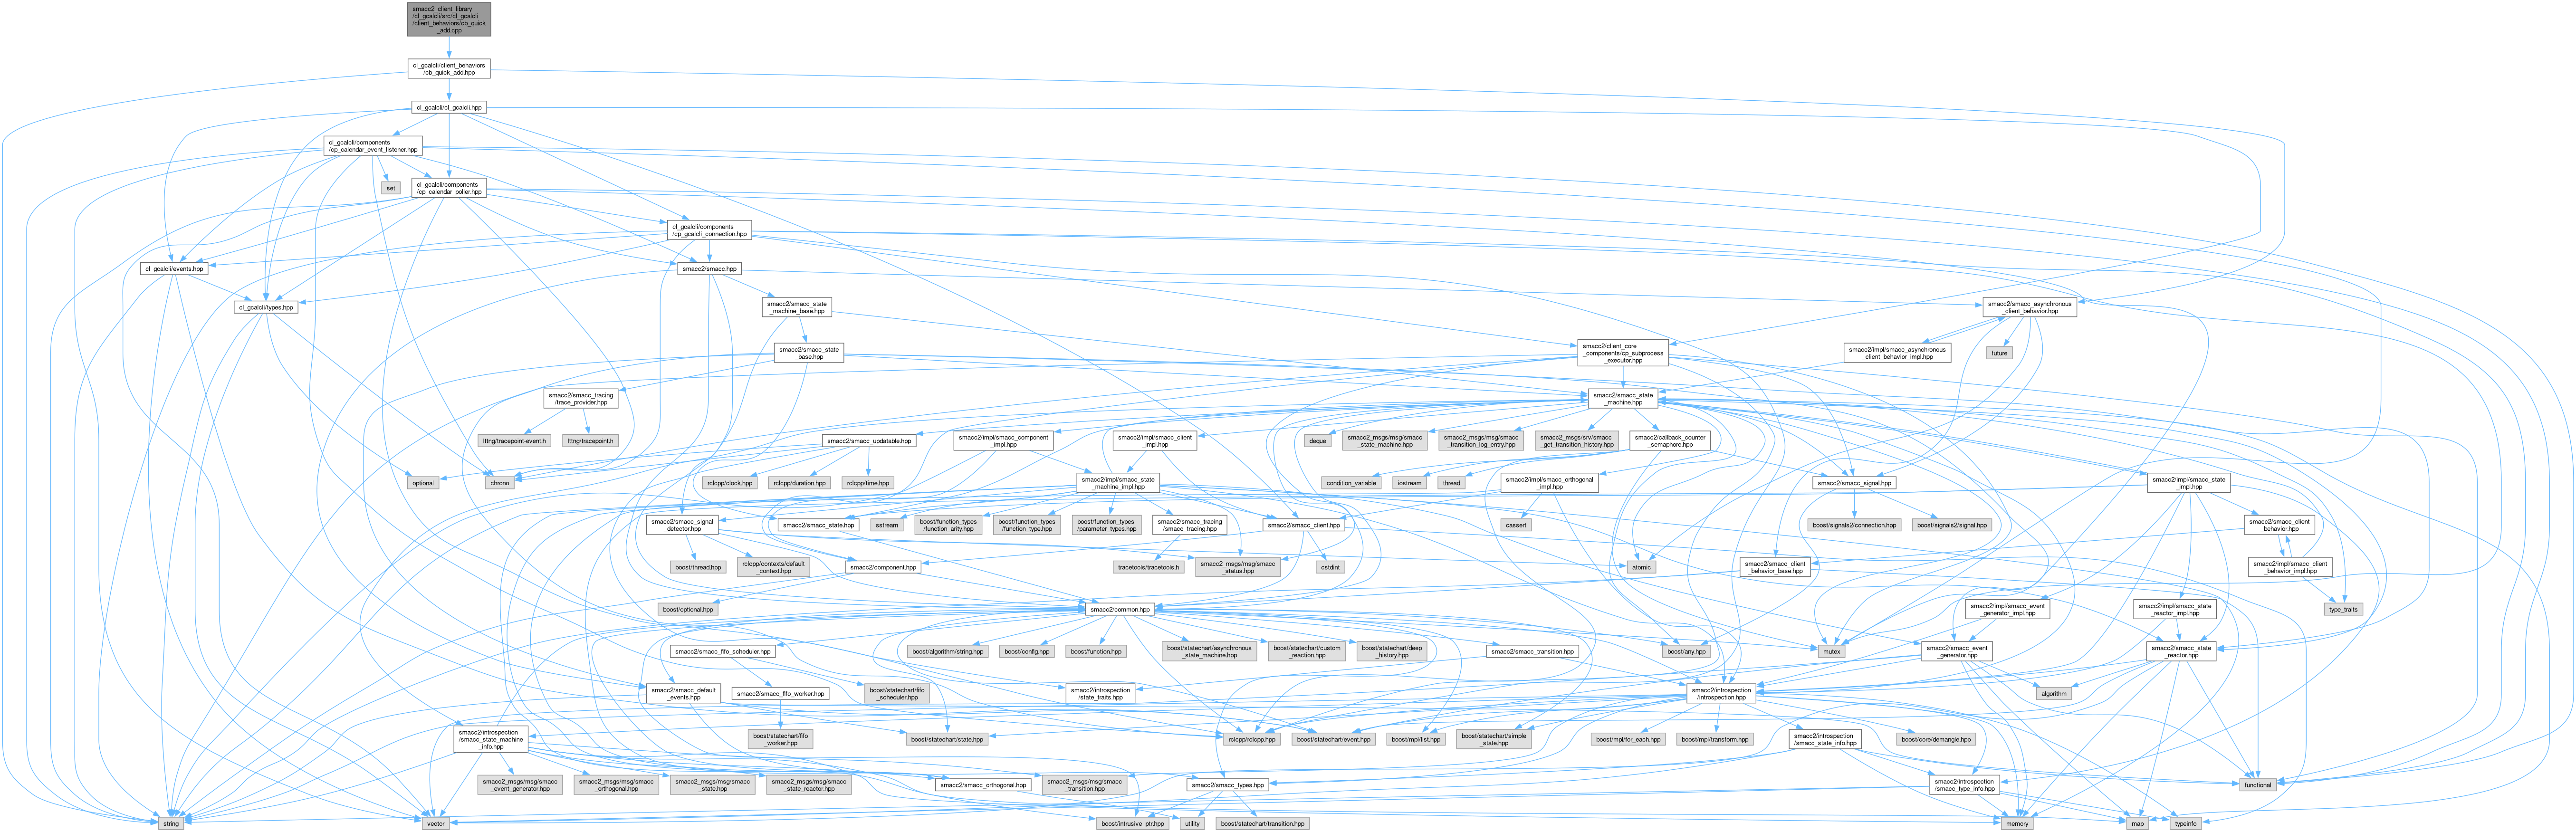 smacc2_client_library
/cl_gcalcli/src/cl_gcalcli
/client_behaviors/cb_quick
_add.cpp
cl_gcalcli/client_behaviors
/cb_quick_add.hpp
cl_gcalcli/cl_gcalcli.hpp
cl_gcalcli/components
/cp_calendar_event_listener.hpp
set
cl_gcalcli/components
/cp_calendar_poller.hpp
cl_gcalcli/components
/cp_gcalcli_connection.hpp
cl_gcalcli/events.hpp
smacc2/smacc.hpp
cl_gcalcli/types.hpp
smacc2/smacc_state
_machine_base.hpp
smacc2/smacc_asynchronous
_client_behavior.hpp
smacc2/smacc_state
_base.hpp
smacc2/client_core
_components/cp_subprocess
_executor.hpp
smacc2/impl/smacc_asynchronous
_client_behavior_impl.hpp
future
smacc2/smacc_tracing
/trace_provider.hpp
smacc2/smacc_state
_machine.hpp
lttng/tracepoint-event.h
lttng/tracepoint.h
smacc2/smacc_updatable.hpp
smacc2/impl/smacc_component
_impl.hpp
smacc2/impl/smacc_client
_impl.hpp
deque
smacc2_msgs/msg/smacc
_state_machine.hpp
smacc2_msgs/msg/smacc
_transition_log_entry.hpp
smacc2_msgs/srv/smacc
_get_transition_history.hpp
smacc2/callback_counter
_semaphore.hpp
optional
chrono
rclcpp/clock.hpp
rclcpp/duration.hpp
rclcpp/time.hpp
smacc2/impl/smacc_state
_machine_impl.hpp
condition_variable
iostream
thread
smacc2/impl/smacc_orthogonal
_impl.hpp
smacc2/smacc_signal.hpp
smacc2/impl/smacc_state
_impl.hpp
smacc2/smacc_signal
_detector.hpp
smacc2/smacc_state.hpp
sstream
boost/function_types
/function_arity.hpp
boost/function_types
/function_type.hpp
boost/function_types
/parameter_types.hpp
smacc2/smacc_tracing
/smacc_tracing.hpp
smacc2/smacc_client.hpp
cassert
boost/signals2/connection.hpp
boost/signals2/signal.hpp
smacc2/smacc_client
_behavior.hpp
boost/thread.hpp
rclcpp/contexts/default
_context.hpp
smacc2/component.hpp
tracetools/tracetools.h
smacc2_msgs/msg/smacc
_status.hpp
cstdint
atomic
smacc2/smacc_client
_behavior_base.hpp
smacc2/impl/smacc_client
_behavior_impl.hpp
boost/optional.hpp
smacc2/common.hpp
smacc2/impl/smacc_event
_generator_impl.hpp
smacc2/impl/smacc_state
_reactor_impl.hpp
type_traits
smacc2/smacc_fifo_scheduler.hpp
boost/algorithm/string.hpp
boost/config.hpp
boost/function.hpp
boost/statechart/asynchronous
_state_machine.hpp
boost/statechart/custom
_reaction.hpp
boost/statechart/deep
_history.hpp
smacc2/smacc_transition.hpp
boost/any.hpp
mutex
smacc2/smacc_event
_generator.hpp
smacc2/smacc_state
_reactor.hpp
smacc2/smacc_default
_events.hpp
smacc2/smacc_fifo_worker.hpp
boost/statechart/fifo
_scheduler.hpp
smacc2/introspection
/state_traits.hpp
smacc2/introspection
/introspection.hpp
algorithm
smacc2/introspection
/smacc_state_machine
_info.hpp
boost/statechart/fifo
_worker.hpp
boost/statechart/state.hpp
rclcpp/rclcpp.hpp
boost/statechart/event.hpp
boost/mpl/list.hpp
boost/statechart/simple
_state.hpp
boost/mpl/for_each.hpp
boost/mpl/transform.hpp
smacc2/introspection
/smacc_state_info.hpp
boost/core/demangle.hpp
smacc2_msgs/msg/smacc
_event_generator.hpp
smacc2_msgs/msg/smacc
_orthogonal.hpp
smacc2_msgs/msg/smacc
_state.hpp
smacc2_msgs/msg/smacc
_state_reactor.hpp
smacc2/smacc_orthogonal.hpp
smacc2_msgs/msg/smacc
_transition.hpp
smacc2/smacc_types.hpp
smacc2/introspection
/smacc_type_info.hpp
functional
string
vector
boost/intrusive_ptr.hpp
utility
boost/statechart/transition.hpp
memory
map
typeinfo